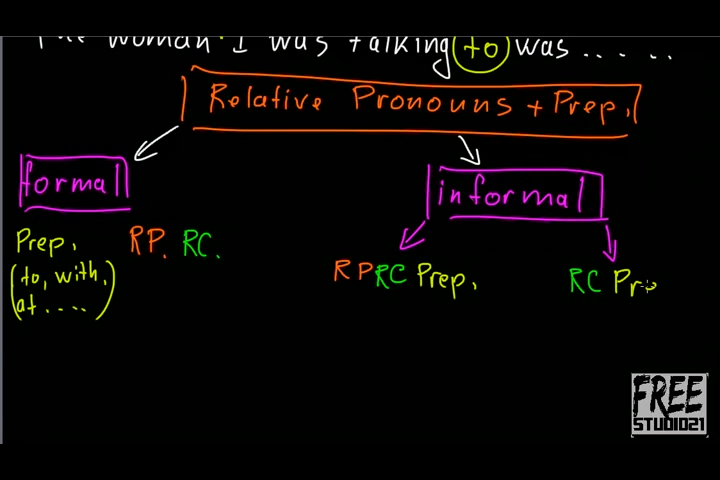 The woman I was talking to was ......
Relative Pronouns + Prep.
formal
informal
Prep. RP. RC.
(to, with, at ....)
RP RC Prep.
RC Pre
FREE
STUDIO21